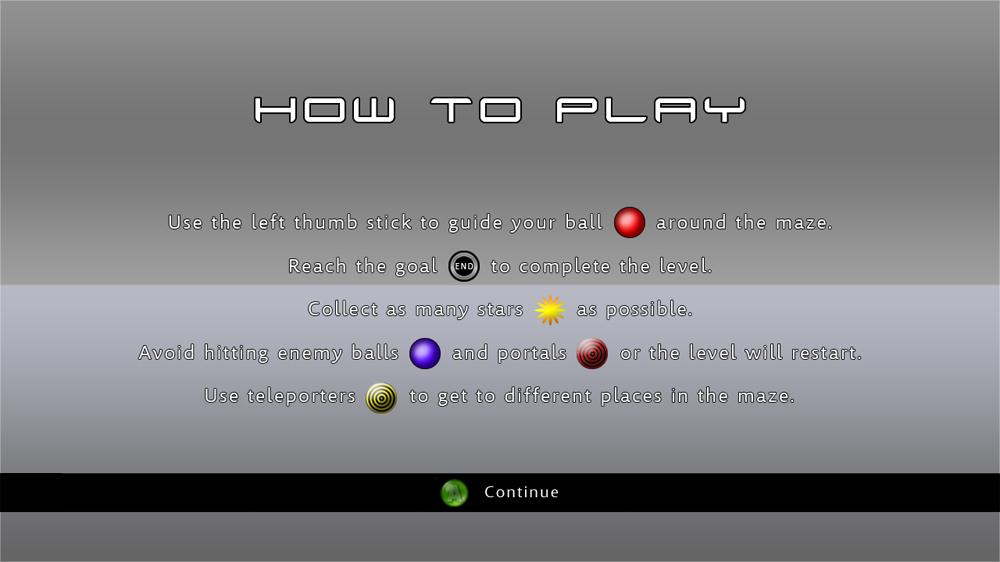 HOW TO PLAY
Use the left thumb stick to guide your ball around the maze.
Reach the goal END to complete the level.
Collect as many stars as possible.
Avoid hitting enemy balls and portals or the level will restart.
Use teleporters to get to different places in the maze.
A Continue